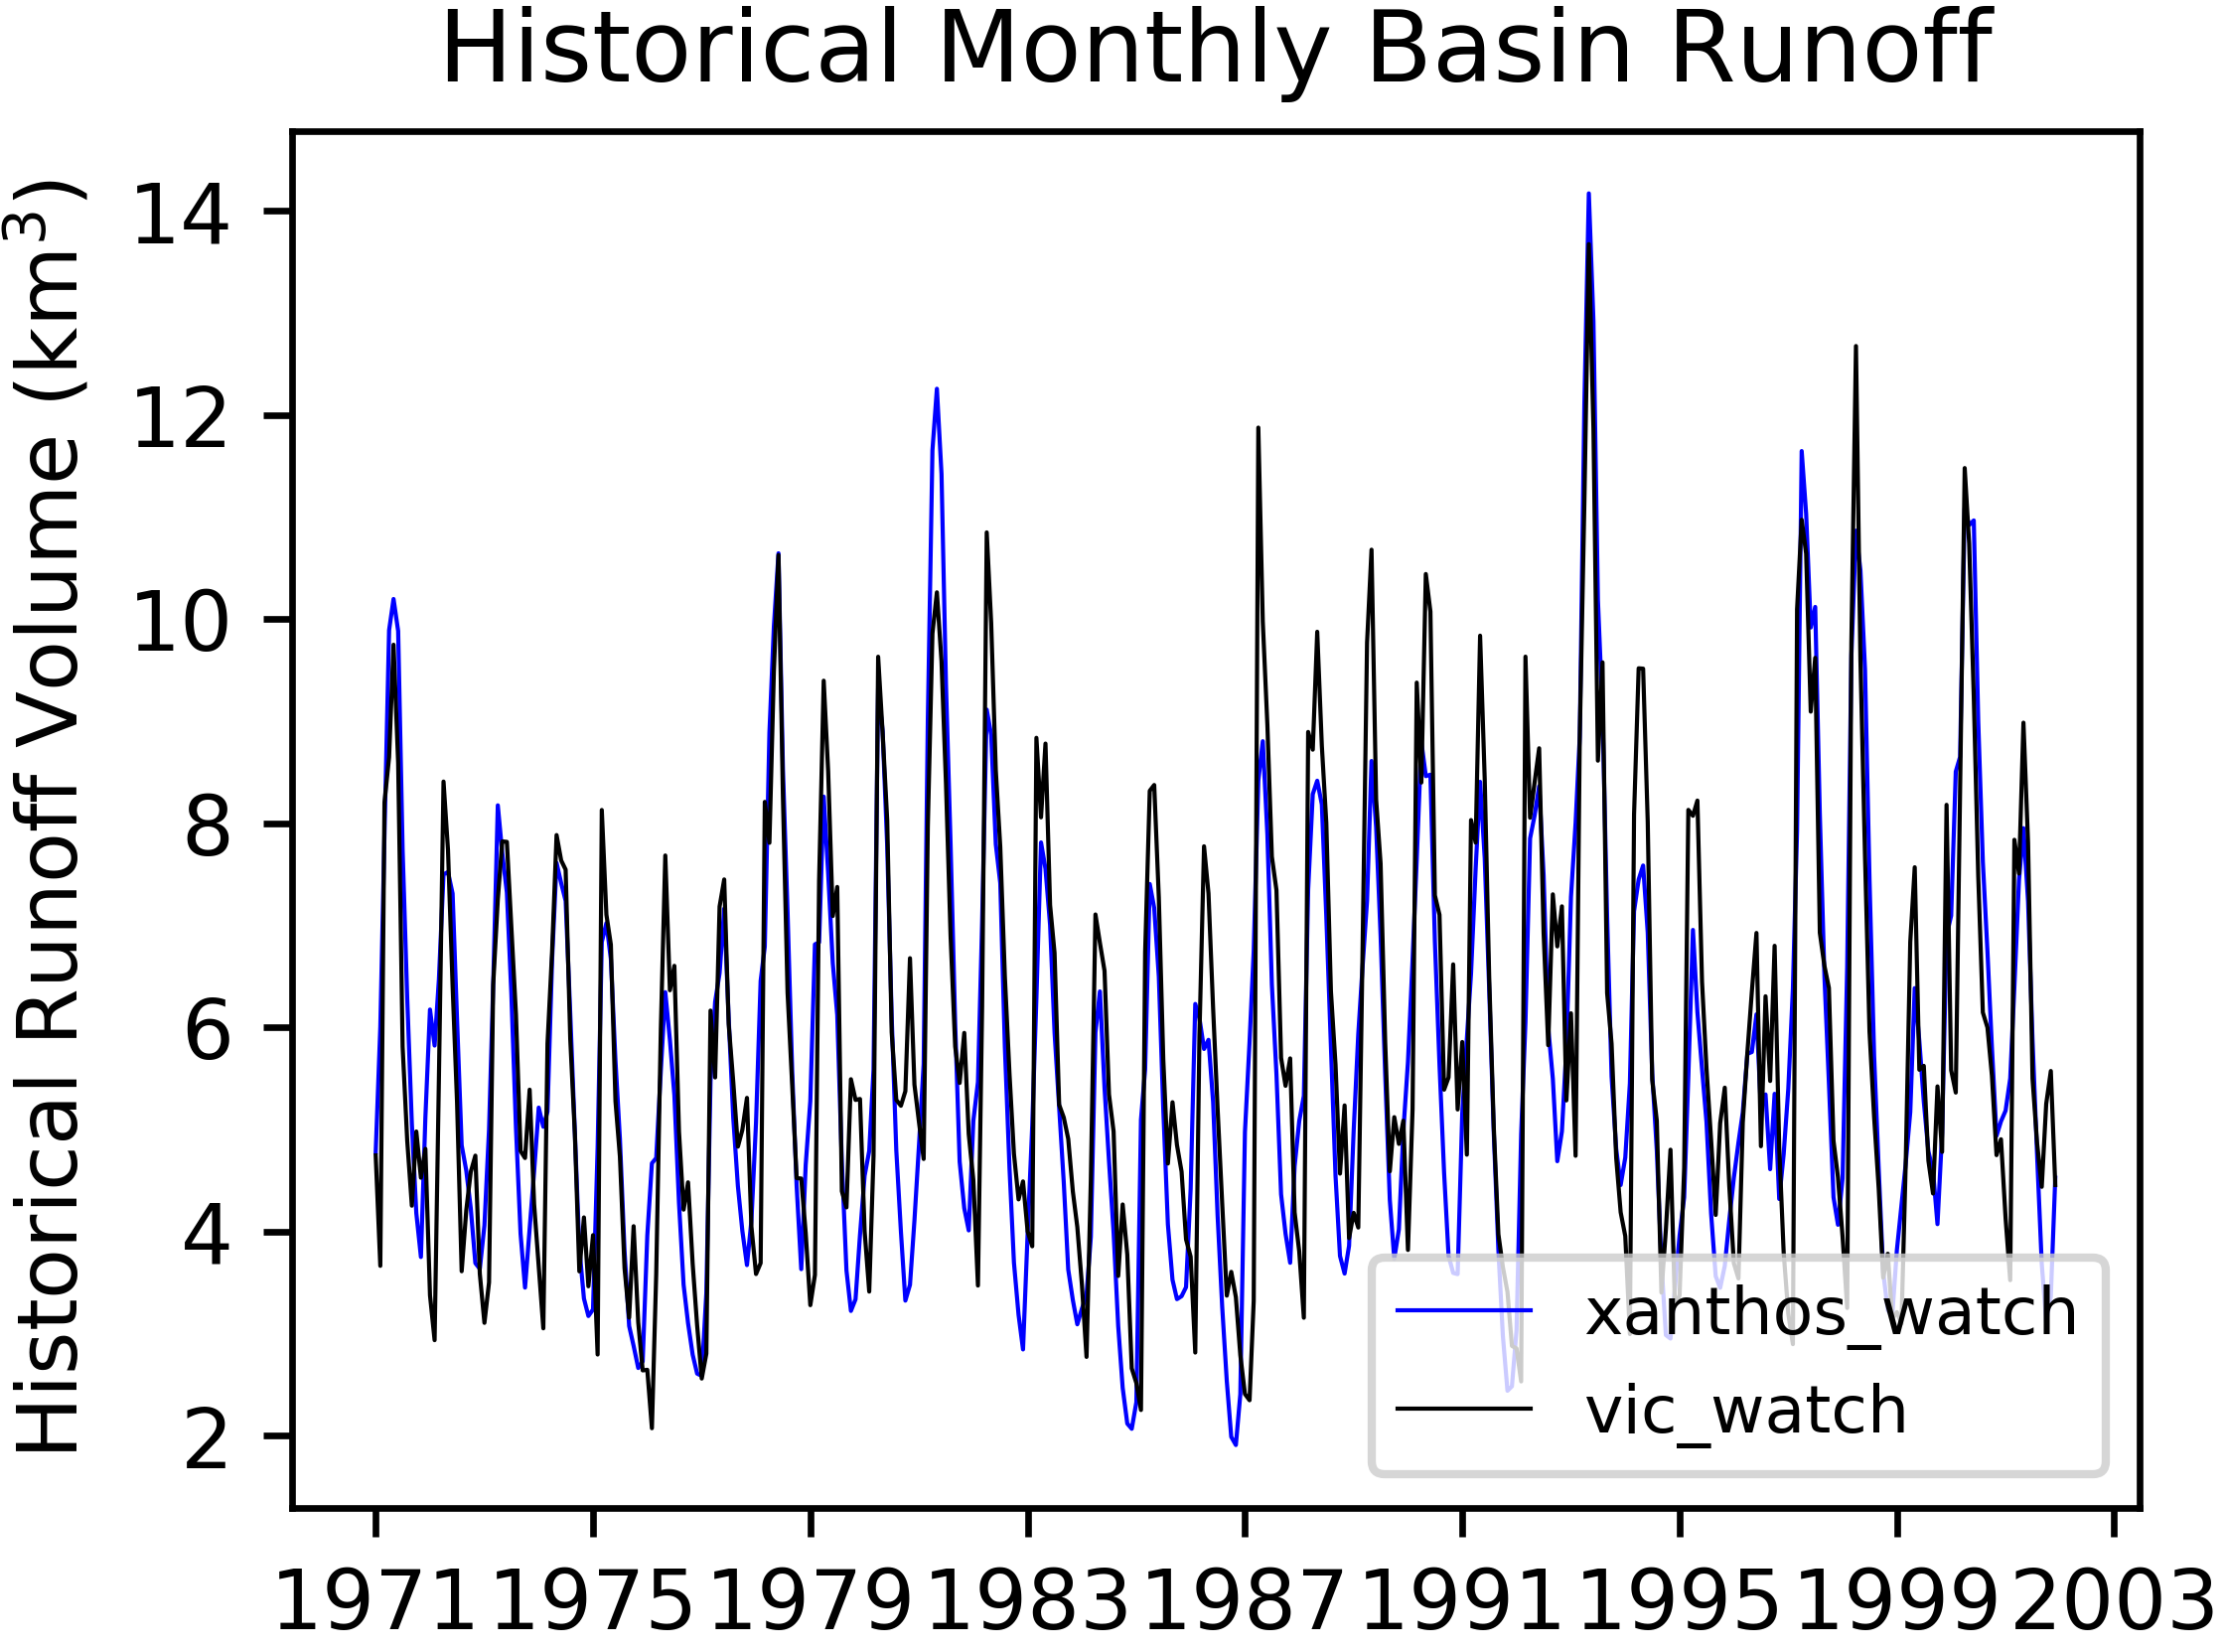 Historical Monthly Basin Runoff
Historical Runoff Volume (km³)
14
12
10
8
6
4
2
1971 1975 1979 1983 1987 1991 1995 1999 2003
xanthos_watch
vic_watch